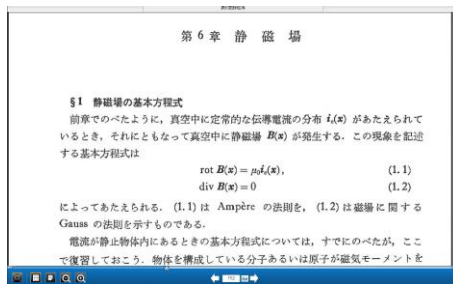 第6章 静 磁 場
§1 静磁場の基本方程式
前章でのべたように,真空中に定常的な伝導電流の分布 i_e(x) があたえられて
いるとき,それにともなって真空中に静磁場 B(x) が発生する.この現象を記述
する基本方程式は
rot B(x) = μ₀i_e(x), (1.1)
div B(x) = 0 (1.2)
によってあたえられる. (1.1) は Ampère の法則を, (1.2) は磁場に関する
Gauss の法則を示すものである.
電流が静止物体内にあるときの基本方程式については,すでにのべたが,ここ
で復習しておこう.物体を構成している分子あるいは原子が磁気モーメントを